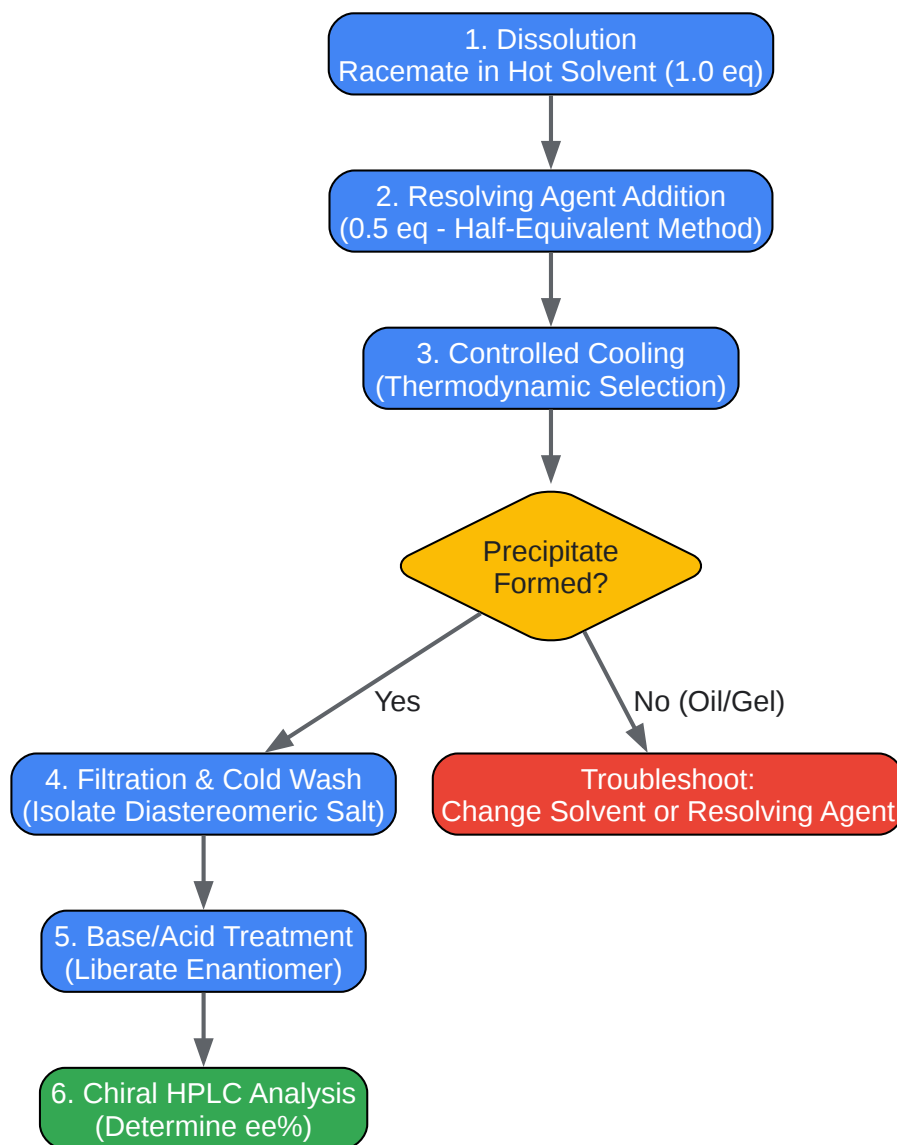 1. Dissolution
Racemate in Hot Solvent (1.0 eq)
2. Resolving Agent Addition
(0.5 eq - Half-Equivalent Method)
3. Controlled Cooling
(Thermodynamic Selection)
Precipitate
Formed?
Yes
No (Oil/Gel)
4. Filtration & Cold Wash
(Isolate Diastereomeric Salt)
Troubleshoot:
Change Solvent or Resolving Agent
5. Base/Acid Treatment
(Liberate Enantiomer)
6. Chiral HPLC Analysis
(Determine ee%)